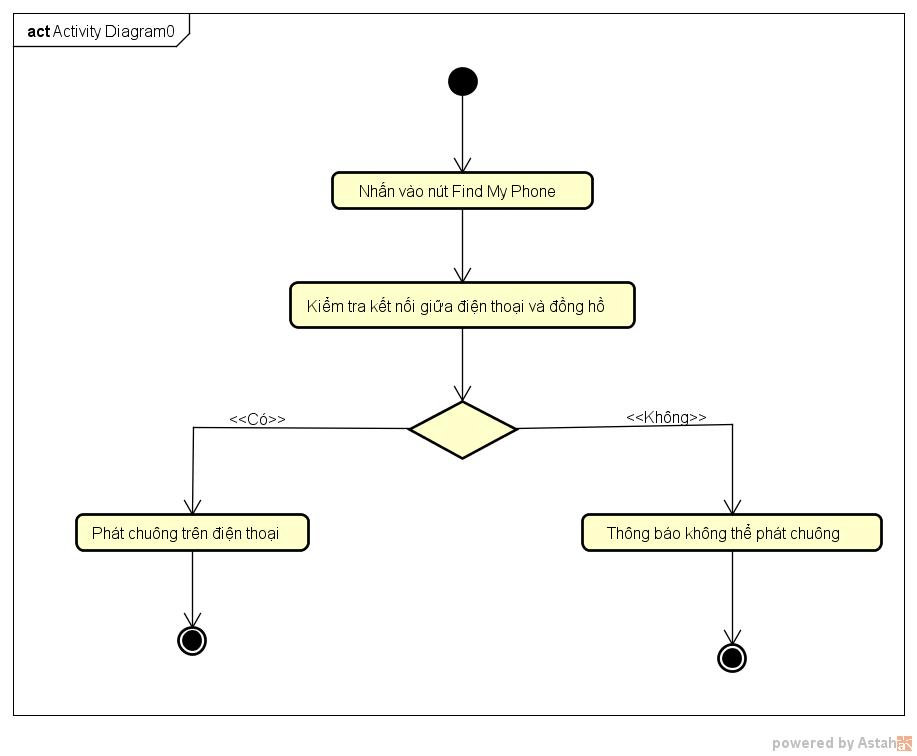 act Activity Diagram0
Nhấn vào nút Find My Phone
Kiểm tra kết nối giữa điện thoại và đồng hồ
<<Có>>
<<Không>>
Phát chuông trên điện thoại
Thông báo không thể phát chuông
powered by Astah